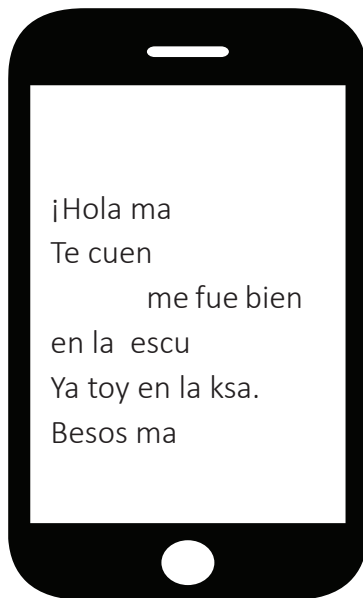 ¡Hola ma
Te cuen
me fue bien
en la escu
Ya toy en la ksa.
Besos ma